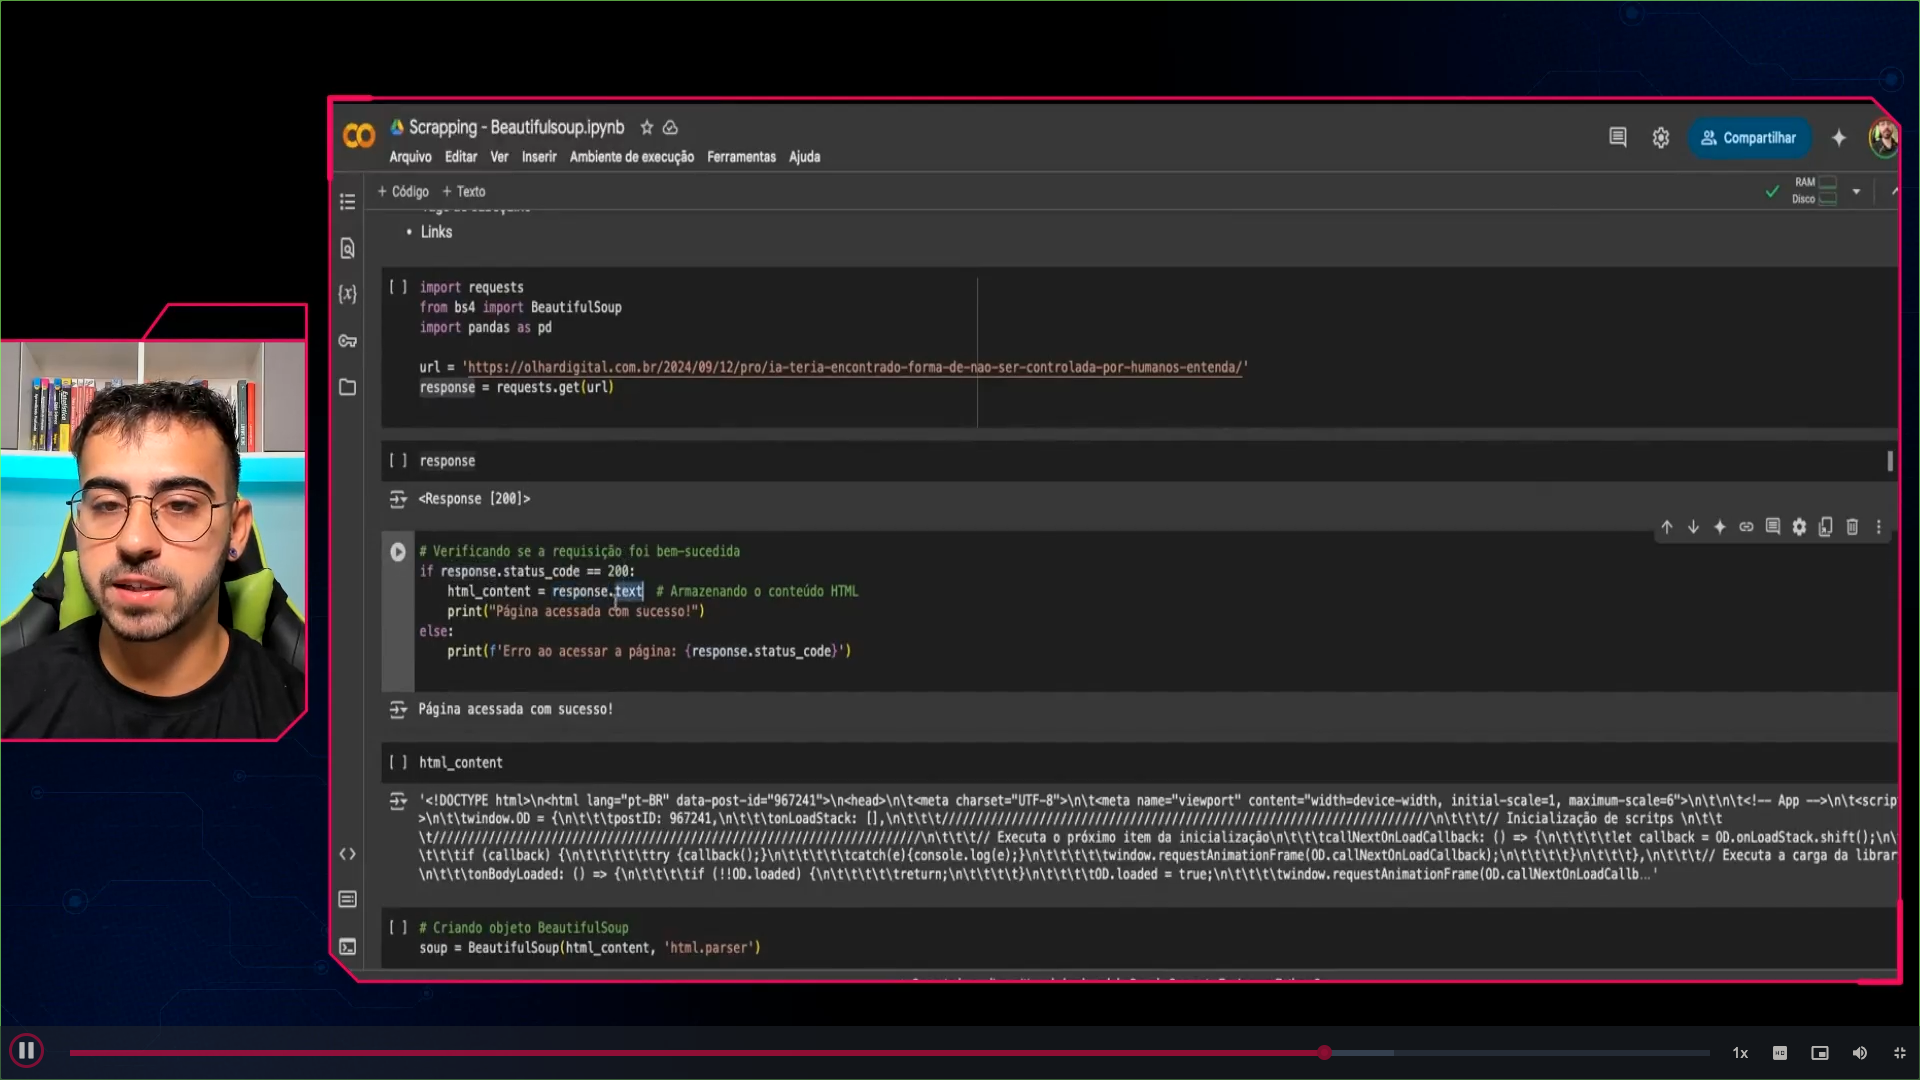 Scrapping - Beautifulsoup.ipynb
Arquivo Editar Ver Inserir Ambiente de execução Ferramentas Ajuda
Compartilhar
+ Código + Texto
RAM
Disco
• Links
[ ] import requests
from bs4 import BeautifulSoup
import pandas as pd
url = 'https://olhardigital.com.br/2024/09/12/pro/ia-teria-encontrado-forma-de-nao-ser-controlada-por-humanos-entenda/'
response = requests.get(url)
[ ] response
<Response [200]>
# Verificando se a requisição foi bem-sucedida
if response.status_code == 200:
html_content = response.text # Armazenando o conteúdo HTML
print("Página acessada com sucesso!")
else:
print(f'Erro ao acessar a página: {response.status_code}')
Página acessada com sucesso!
[ ] html_content
'<!DOCTYPE html>\n<html lang="pt-BR" data-post-id="967241">\n<head>\n\t<meta charset="UTF-8">\n\t<meta name="viewport" content="width=device-width, initial-scale=1, maximum-scale=6">\n\t\n\t<!-- App -->\n\t<scrip
>\n\t\twindow.OD = {\n\t\t\tpostID: 967241,\n\t\t\tonLoadStack: [],\n\t\t\t// Inicialização de scritps \n\t\t
// Executa o próximo item da inicialização\n\t\t\tcallNextOnLoadCallback: () => {\n\t\t\t\tlet callback = OD.onLoadStack.shift();\n
\t\t\tif (callback) {\n\t\t\t\t\ttry {callback();}\n\t\t\t\t\tcatch(e){console.log(e);}\n\t\t\t\t\twindow.requestAnimationFrame(OD.callNextOnLoadCallback);\n\t\t\t\t}\n\t\t\t},\n\t\t\t// Executa a carga da librar
\n\t\t\tonBodyLoaded: () => {\n\t\t\t\tif (!!OD.loaded) {\n\t\t\t\t\treturn;\n\t\t\t\t}\n\t\t\t\tOD.loaded = true;\n\t\t\t\twindow.requestAnimationFrame(OD.callNextOnLoadCallb...'
[ ] # Criando objeto BeautifulSoup
soup = BeautifulSoup(html_content, 'html.parser')
1x